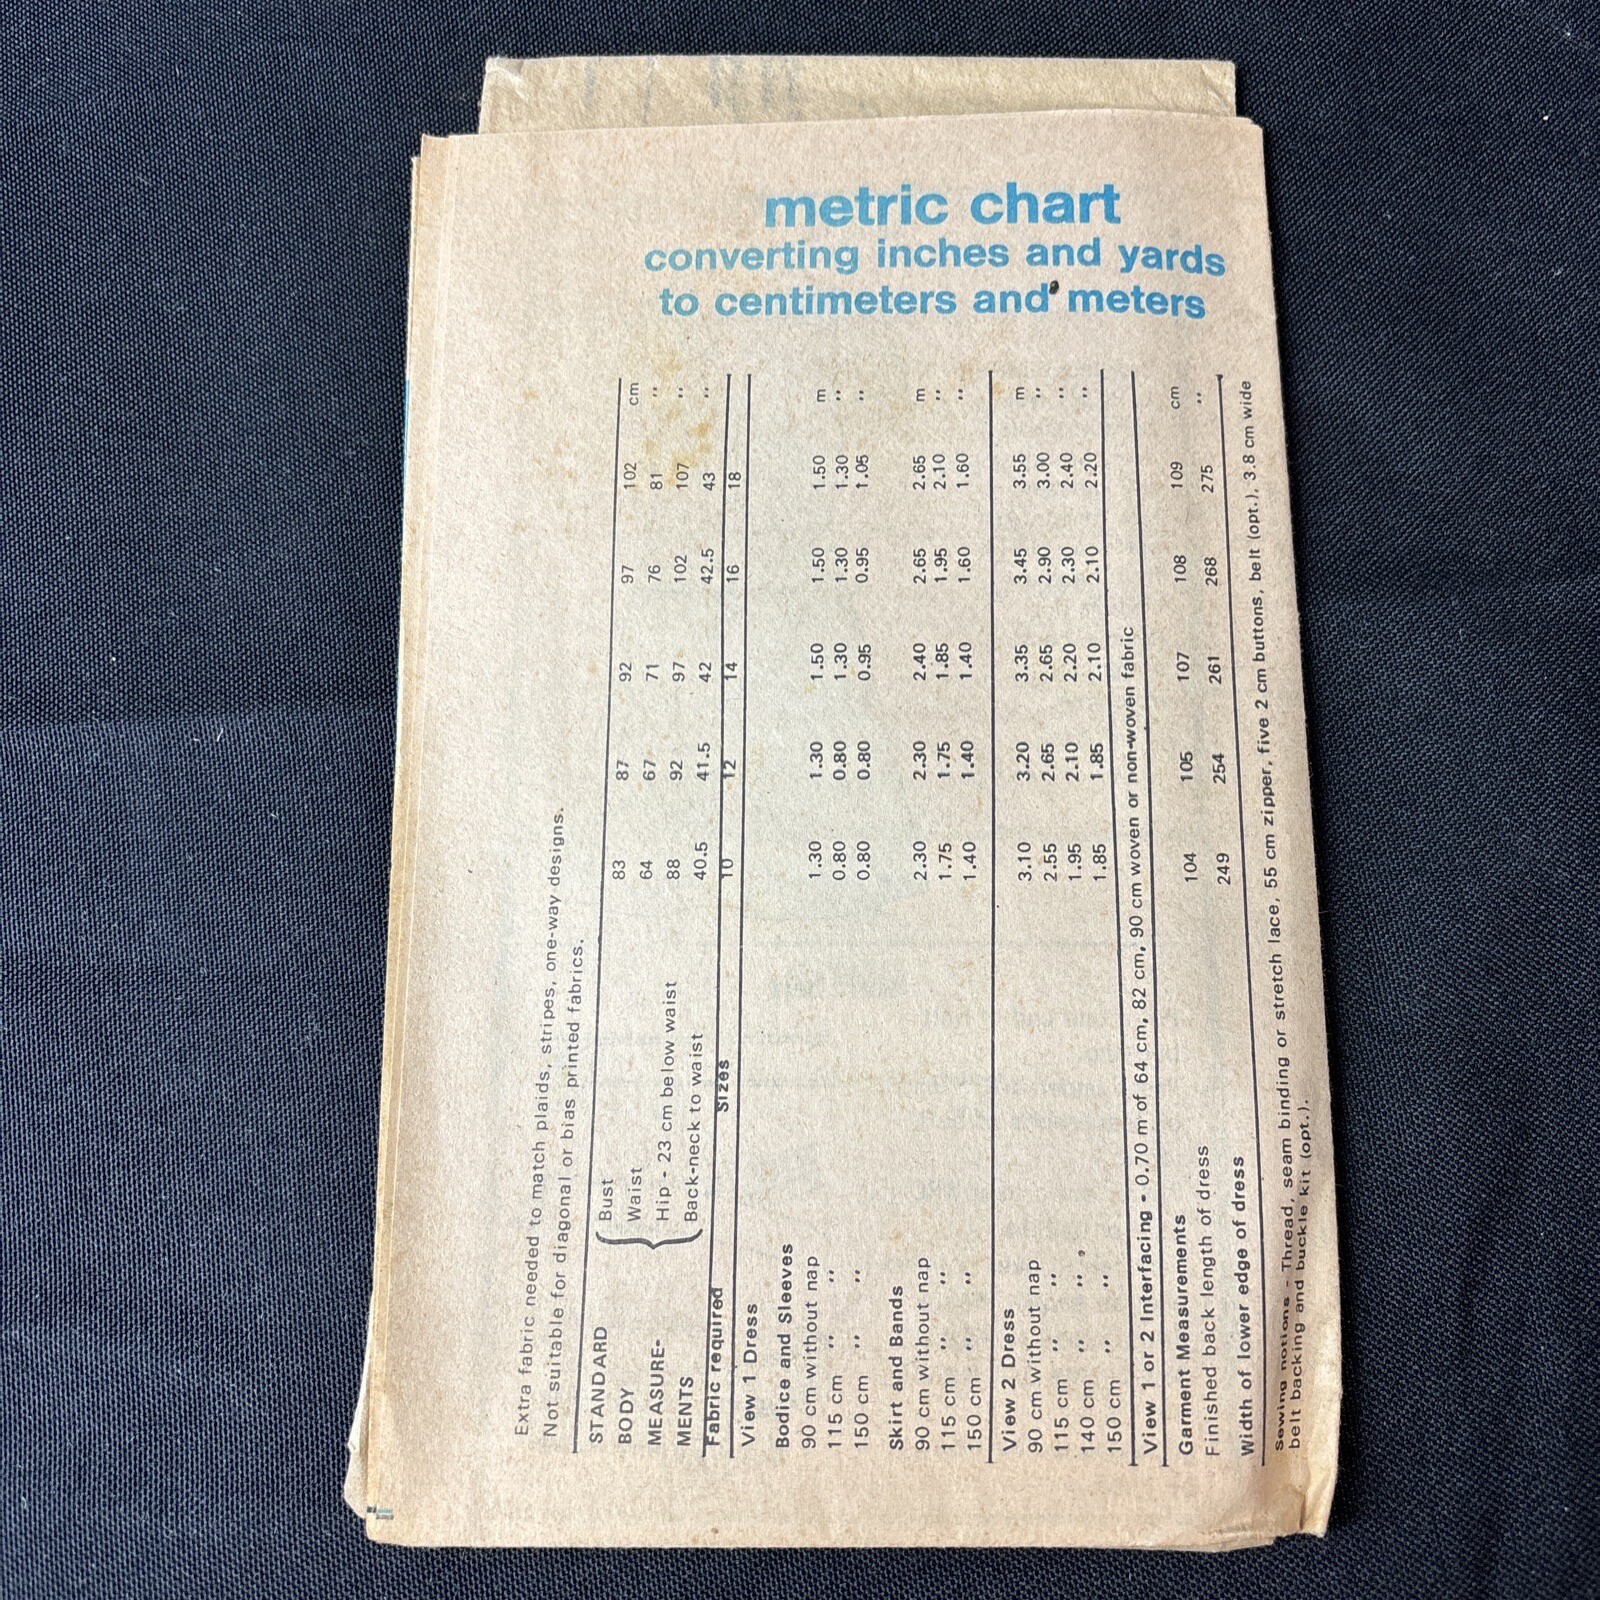 metric chart
converting inches and yards
to centimeters and meters
Extra fabric needed to match plaids, stripes, one-way designs.
Not suitable for diagonal or bias printed fabrics.
STANDARD { Bust 83 87 92 97 102 cm
BODY Waist 64 67 71 76 81 "
MEASURE- Hip - 23 cm below waist 88 92 97 102 107 "
MENTS Back-neck to waist 40.5 41.5 42 42.5 43 "
Fabric required Sizes 10 12 14 16 18
View 1 Dress
Bodice and Sleeves
90 cm without nap 1.30 1.30 1.50 1.50 1.50 m
115 cm " " 0.80 0.80 1.30 1.30 1.30 "
150 cm " " 0.80 0.80 0.95 0.95 1.05 "
Skirt and Bands
90 cm without nap 2.30 2.30 2.40 2.65 2.65 m
115 cm " " 1.75 1.75 1.85 1.95 2.10 "
150 cm " " 1.40 1.40 1.40 1.60 1.60 "
View 2 Dress
90 cm without nap 3.10 3.20 3.35 3.45 3.55 m
115 cm " " 2.55 2.65 2.65 2.90 3.00 "
140 cm " " 1.95 2.10 2.20 2.30 2.40 "
150 cm " " 1.85 1.85 2.10 2.10 2.20 "
View 1 or 2 Interfacing - 0.70 m of 64 cm, 82 cm, 90 cm woven or non-woven fabric
Garment Measurements
Finished back length of dress 104 105 107 108 109 cm
Width of lower edge of dress 249 254 261 268 275 "
Sewing notions - Thread, seam binding or stretch lace, 55 cm zipper, five 2 cm buttons, belt (opt.), 3.8 cm wide
belt backing and buckle kit (opt.).